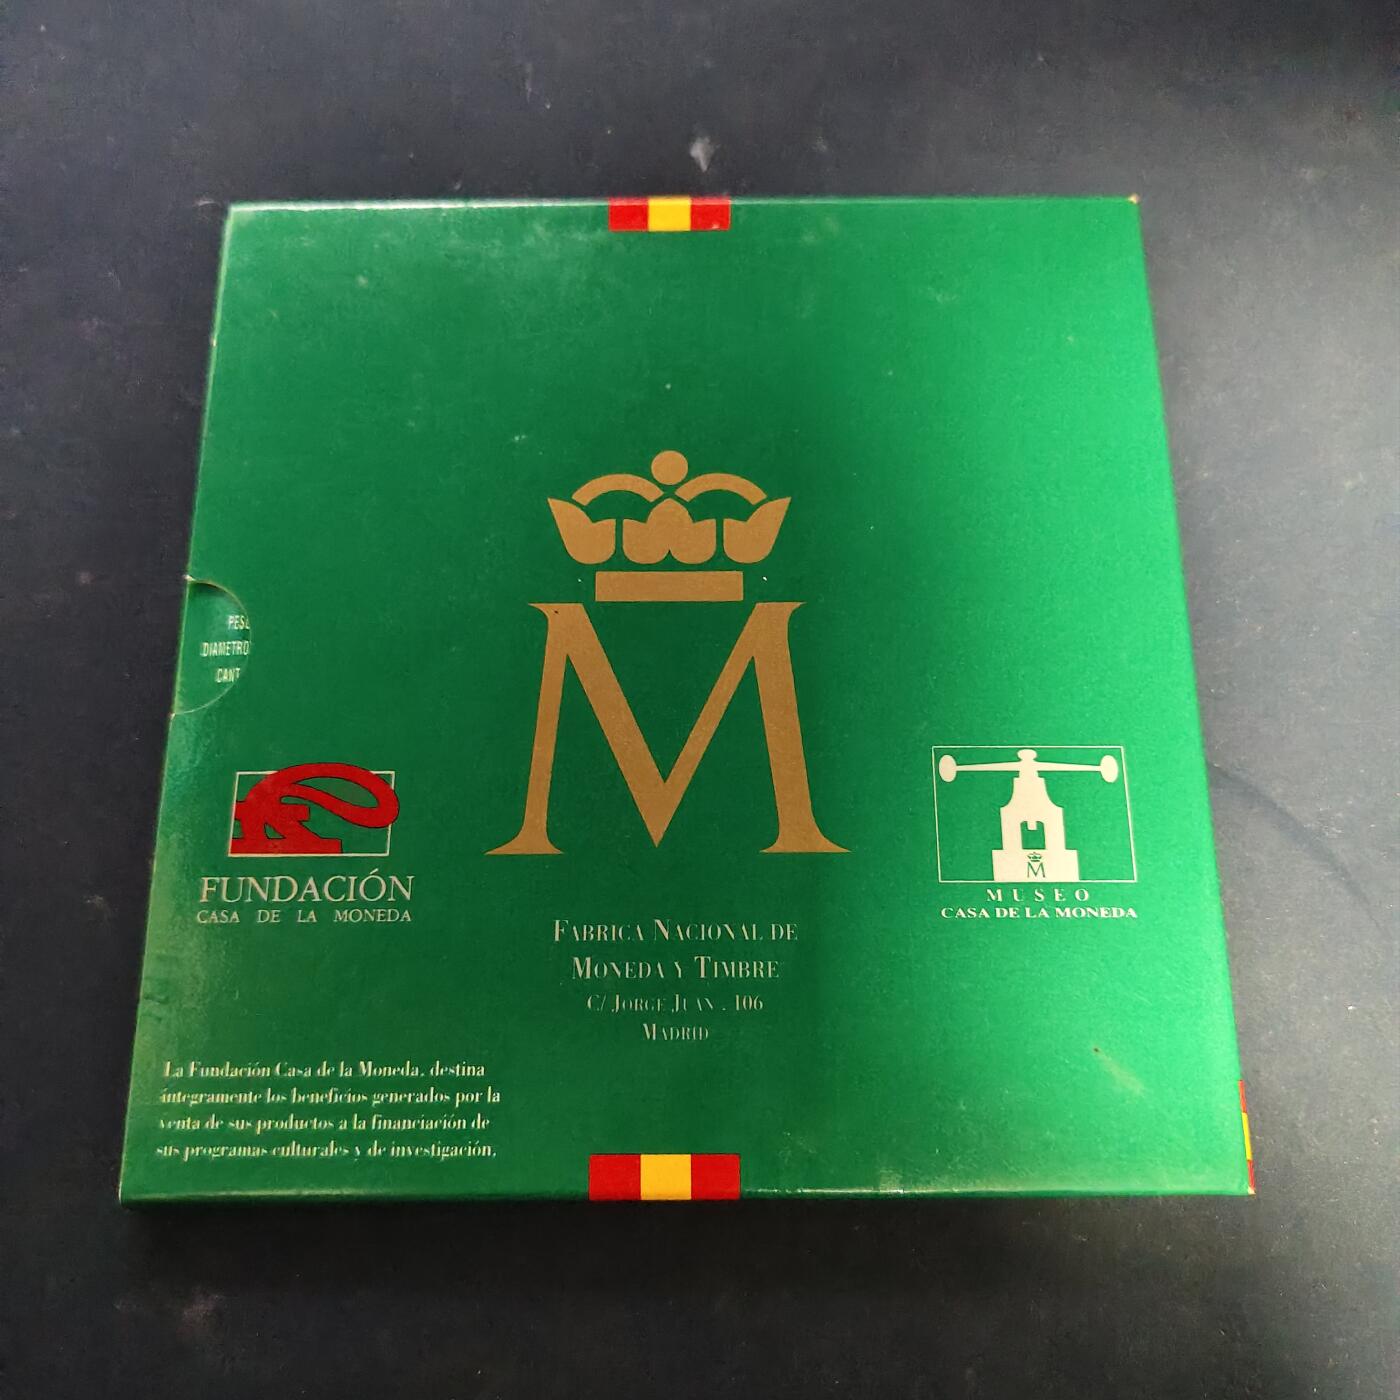 PES
DIAMETRO
CANT
M
FUNDACIÓN
CASA DE LA MONEDA
M
MUSEO
CASA DE LA MONEDA
FABRICA NACIONAL DE
MONEDA Y TIMBRE
C/ JORGE JUAN . 106
MADRID
La Fundación Casa de la Moneda, destina
íntegramente los beneficios generados por la
venta de sus productos a la financiación de
sus programas culturales y de investigación.